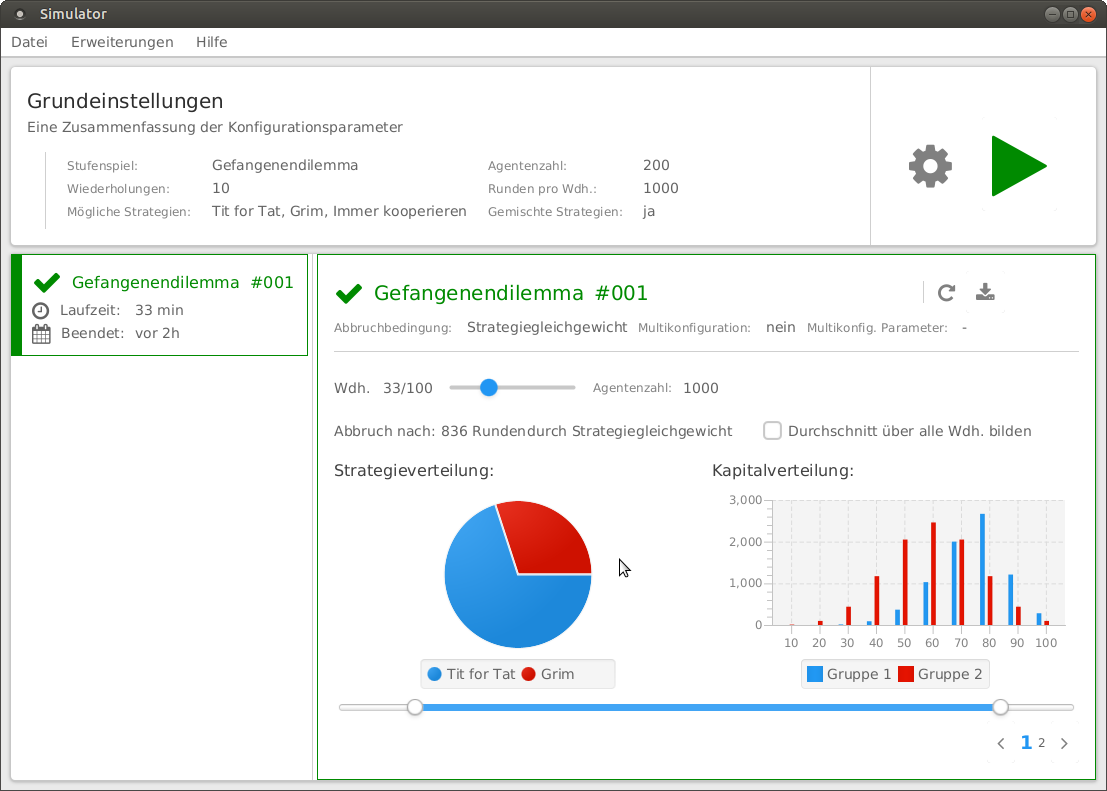 Simulator
Datei Erweiterungen Hilfe
Grundeinstellungen
Eine Zusammenfassung der Konfigurationsparameter
Stufenspiel: Gefangenendilemma Agentenzahl: 200
Wiederholungen: 10 Runden pro Wdh.: 1000
Mögliche Strategien: Tit for Tat, Grim, Immer kooperieren Gemischte Strategien: ja
Gefangenendilemma #001
Laufzeit: 33 min
Beendet: vor 2h
Gefangenendilemma #001
Abbruchbedingung: Strategiegleichgewicht Multikonfiguration: nein Multikonfig. Parameter: -
Wdh. 33/100 Agentenzahl: 1000
Abbruch nach: 836 Rundendurch Strategiegleichgewicht Durchschnitt über alle Wdh. bilden
Strategieverteilung:
Tit for Tat Grim
Kapitalverteilung:
3,000
2,000
1,000
0
10 20 30 40 50 60 70 80 90 100
Gruppe 1 Gruppe 2
1 2